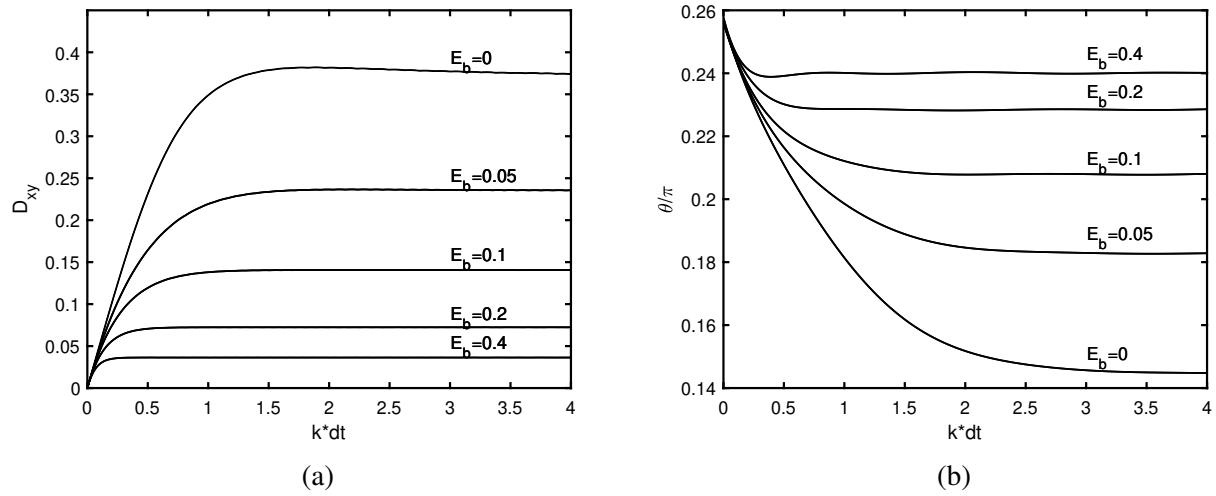 0.45
0.4
0.35
0.3
0.25
0.2
0.15
0.1
0.05
0
D_xy
E_b=0
E_b=0.05
E_b=0.1
E_b=0.2
E_b=0.4
0 0.5 1 1.5 2 2.5 3 3.5 4
k*dt
(a)
0.26
0.24
0.22
0.2
0.18
0.16
0.14
θ/π
E_b=0.4
E_b=0.2
E_b=0.1
E_b=0.05
E_b=0
0 0.5 1 1.5 2 2.5 3 3.5 4
k*dt
(b)